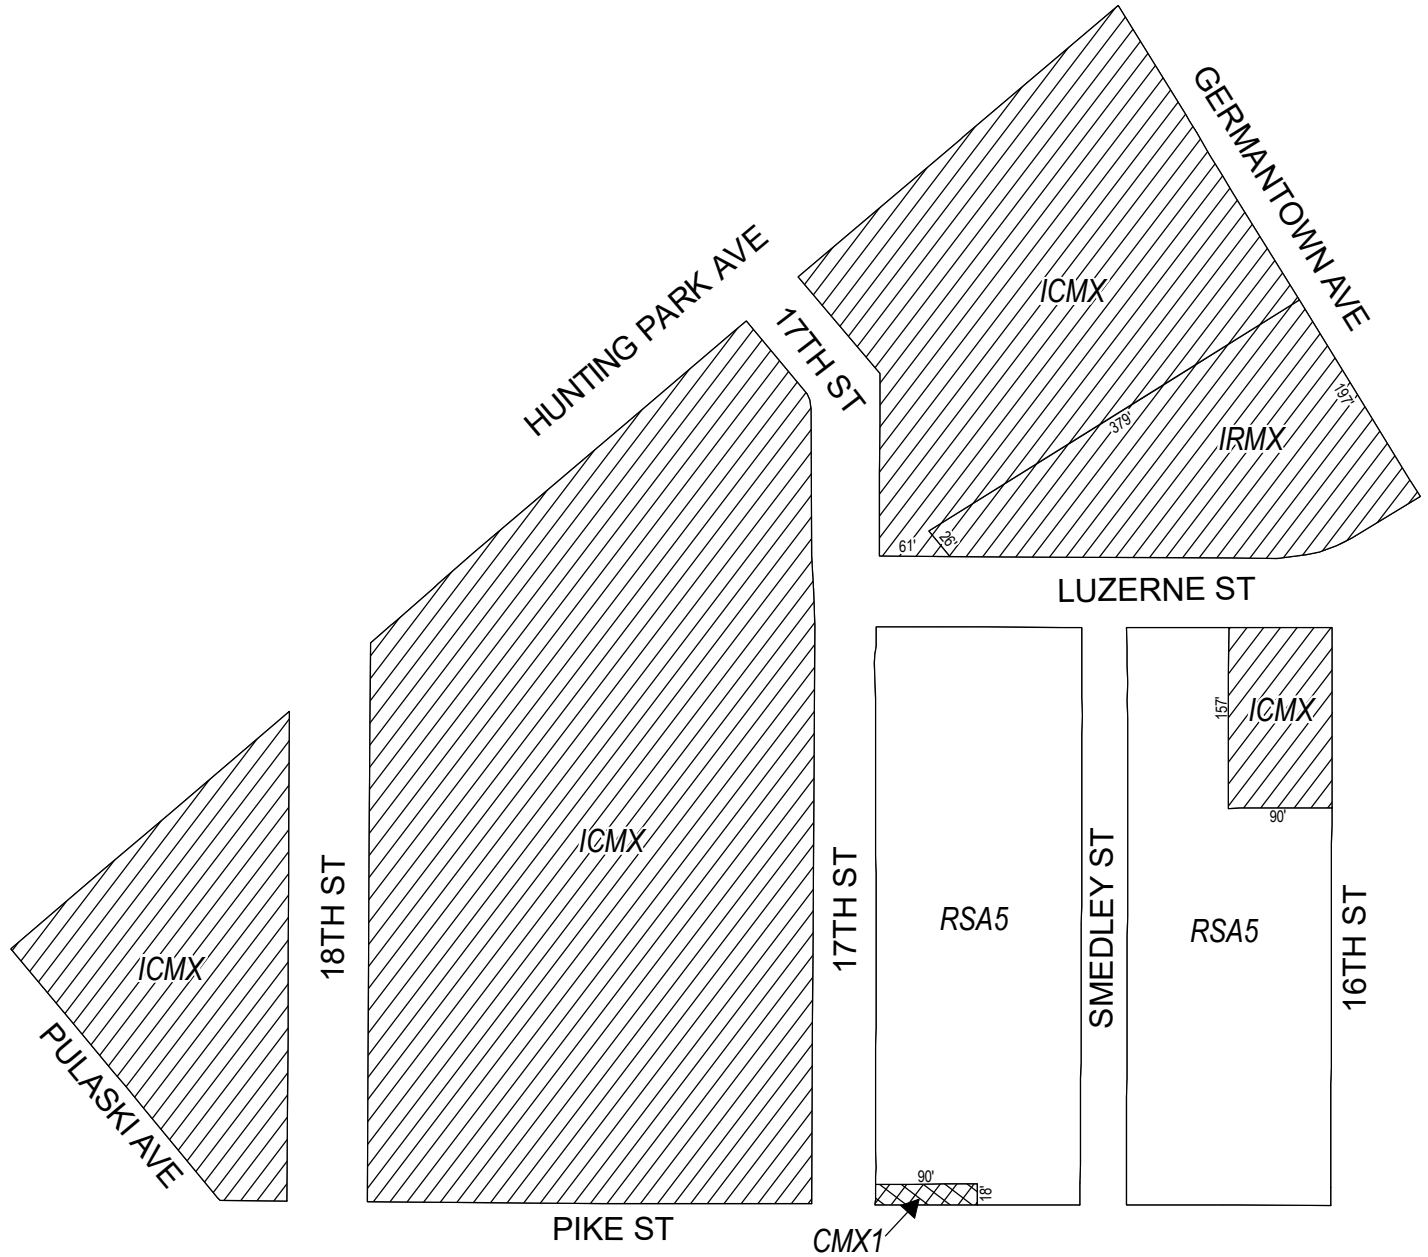 GERMANTOWN AVE
HUNTING PARK AVE
ICMX
17TH ST
197'
379'
IRMX
26'
61'
LUZERNE ST
157'
ICMX
90'
ICMX
18TH ST
17TH ST
RSA5
SMEDLEY ST
RSA5
16TH ST
ICMX
PULASKI AVE
90'
18'
PIKE ST
CMX1